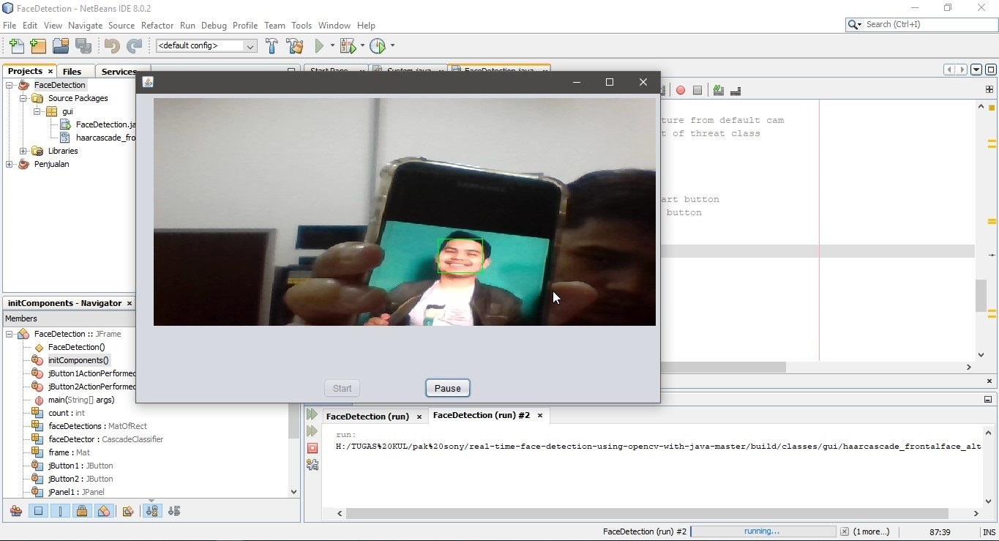 FaceDetection - NetBeans IDE 8.0.2
File Edit View Navigate Source Refactor Run Debug Profile Team Tools Window Help
Search (Ctrl+I)
<default config>
Projects × Files Services
Start Page System.java FaceDetection.java
FaceDetection
Source Packages
gui
FaceDetection.ja
haarcascade_fro
Libraries
Penjualan
ture from default cam
t of threat class
art button
button
SAMSUNG
Start Pause
initComponents - Navigator ×
Members
FaceDetection :: JFrame
FaceDetection()
initComponents()
jButton1ActionPerformed
jButton2ActionPerformed
main(String[] args)
count : int
faceDetections : MatOfRect
faceDetector : CascadeClassifier
frame : Mat
jButton1 : JButton
jButton2 : JButton
jPanel1 : JPanel
FaceDetection (run) × FaceDetection (run) #2 ×
run:
H:/TUGAS%20KUL/pak%20sony/real-time-face-detection-using-opencv-with-java-master/build/classes/gui/haarcascade_frontalface_alt
FaceDetection (run) #2 running... (1 more...) 87:39 INS